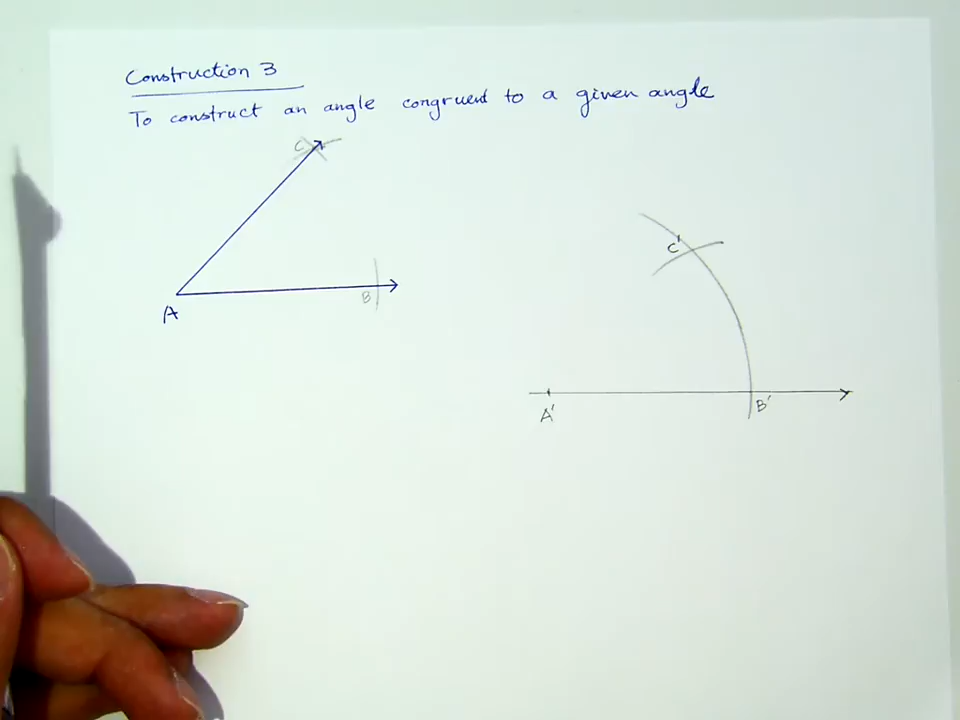 Construction 3
To construct an angle congruent to a given angle
C
C'
B
A
B'
A'